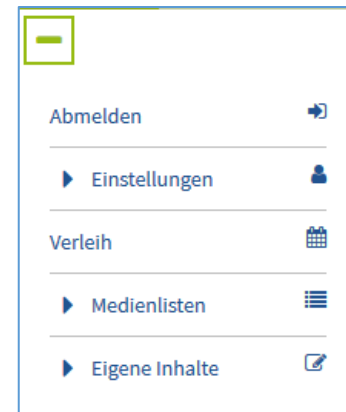 Abmelden
Einstellungen
Verleih
Medienlisten
Eigene Inhalte